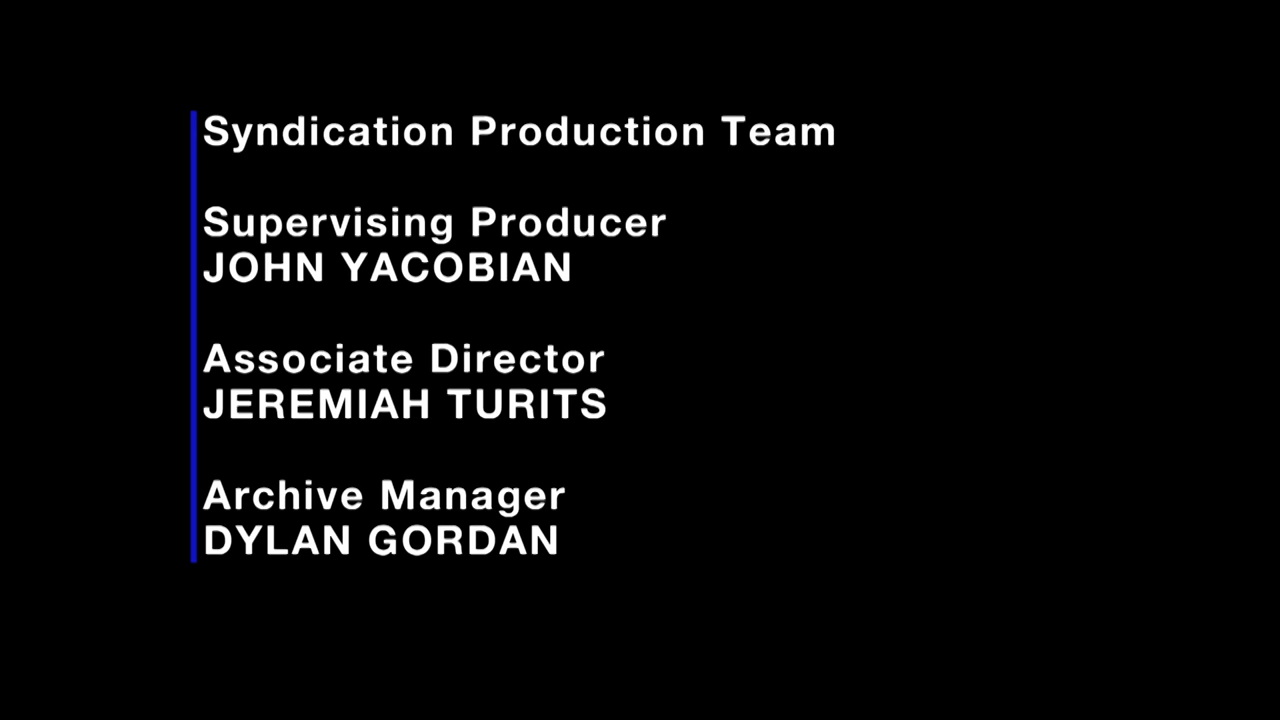 Syndication Production Team
Supervising Producer
JOHN YACOBIAN
Associate Director
JEREMIAH TURITS
Archive Manager
DYLAN GORDAN